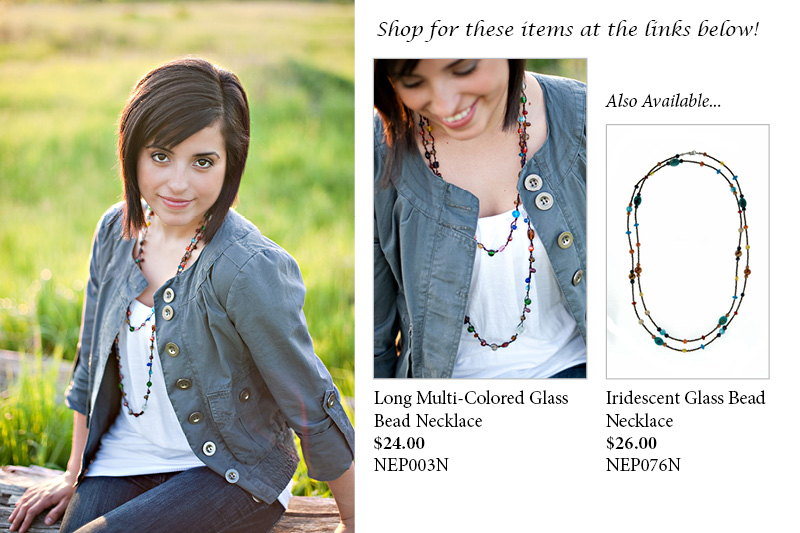 Shop for these items at the links below!
Also Available...
Long Multi-Colored Glass
Bead Necklace
$24.00
NEP003N
Iridescent Glass Bead
Necklace
$26.00
NEP076N